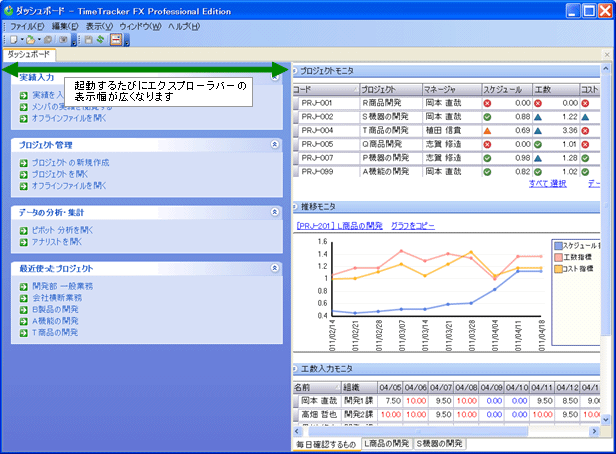 ダッシュボード - TimeTracker FX Professional Edition
ファイル(F) 編集(E) 表示(V) ウィンドウ(W) ヘルプ(H)
ダッシュボード
実績入力
起動するたびにエクスプローラバーの
表示幅が広くなります
実績を入
メンバの実績を閲覧する
オフラインファイルを開く
プロジェクト管理
プロジェクトの新規作成
プロジェクトを開く
オフラインファイルを開く
データの分析・集計
ピボット分析を開く
アナリストを開く
最近使ったプロジェクト
開発部 一般業務
会社横断業務
B製品の開発
A機能の開発
T商品の開発
プロジェクトモニタ
コード プロジェクト マネージャ スケジュール 工数 コスト
PRJ-001 R商品開発 岡本 直哉 0.00 0.00
PRJ-002 S機器の開発 岡本 直哉 0.88 1.22
PRJ-004 T商品の開発 植田 信貴 0.69 3.36
PRJ-005 Q商品開発 志賀 修造 0.00 1.01
PRJ-007 P機器の開発 志賀 修造 0.98 1.28
PRJ-099 A機能の開発 岡本 直哉 0.82 1.02
すべて選択 デー
推移モニタ
[PRJ-201] L商品の開発 グラフをコピー
1.6
1.4
1.2
1
0.8
0.6
0.4
011/02/14 011/02/21 011/02/28 011/03/07 011/03/14 011/03/21 011/03/28 011/04/04 011/04/11 011/04/18
スケジュール指
工数指標
コスト指標
工数入力モニタ
名前 組織 04/05 04/06 04/07 04/08 04/09 04/10 04/11 04/12 04/1
岡本 直哉 開発1課 7.50 10.00 9.50 10.00 0.00 0.00 9.50 8.50 9.0
高畑 哲也 開発2課 10.00 10.00 9.50 10.00 0.00 0.00 10.00 9.50 10.0
毎日確認するもの L商品の開発 S機器の開発